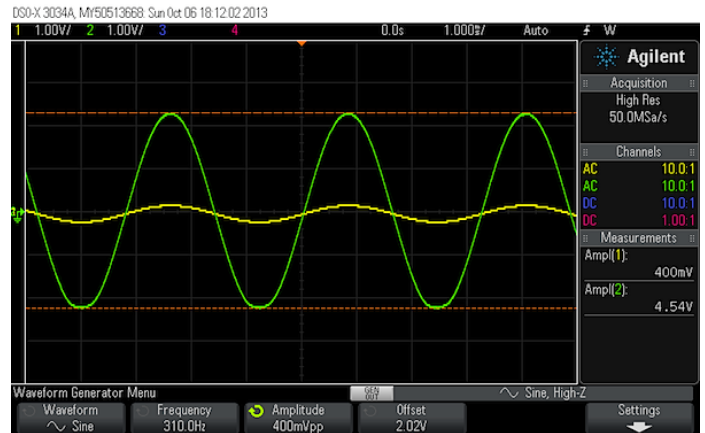 DSO-X 3034A, MY50513668: Sun Oct 06 18:12:02 2013
1 1.00V/ 2 1.00V/ 3 4 0.0s 1.000s/ Auto W
Agilent
Acquisition
High Res
50.0MSa/s
Channels
AC 10.0:1
AC 10.0:1
DC 10.0:1
DC 1.00:1
Measurements
Ampl(1):
400mV
Ampl(2):
4.54V
Waveform Generator Menu GEN OUT Sine, High-Z
Waveform Frequency Amplitude Offset Settings
Sine 310.0Hz 400mVpp 2.02V